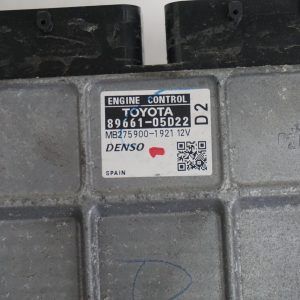 ENGINE CONTROL
TOYOTA
89661-05D22
D2
MB275900-1921 12V
DENSO
SPAIN